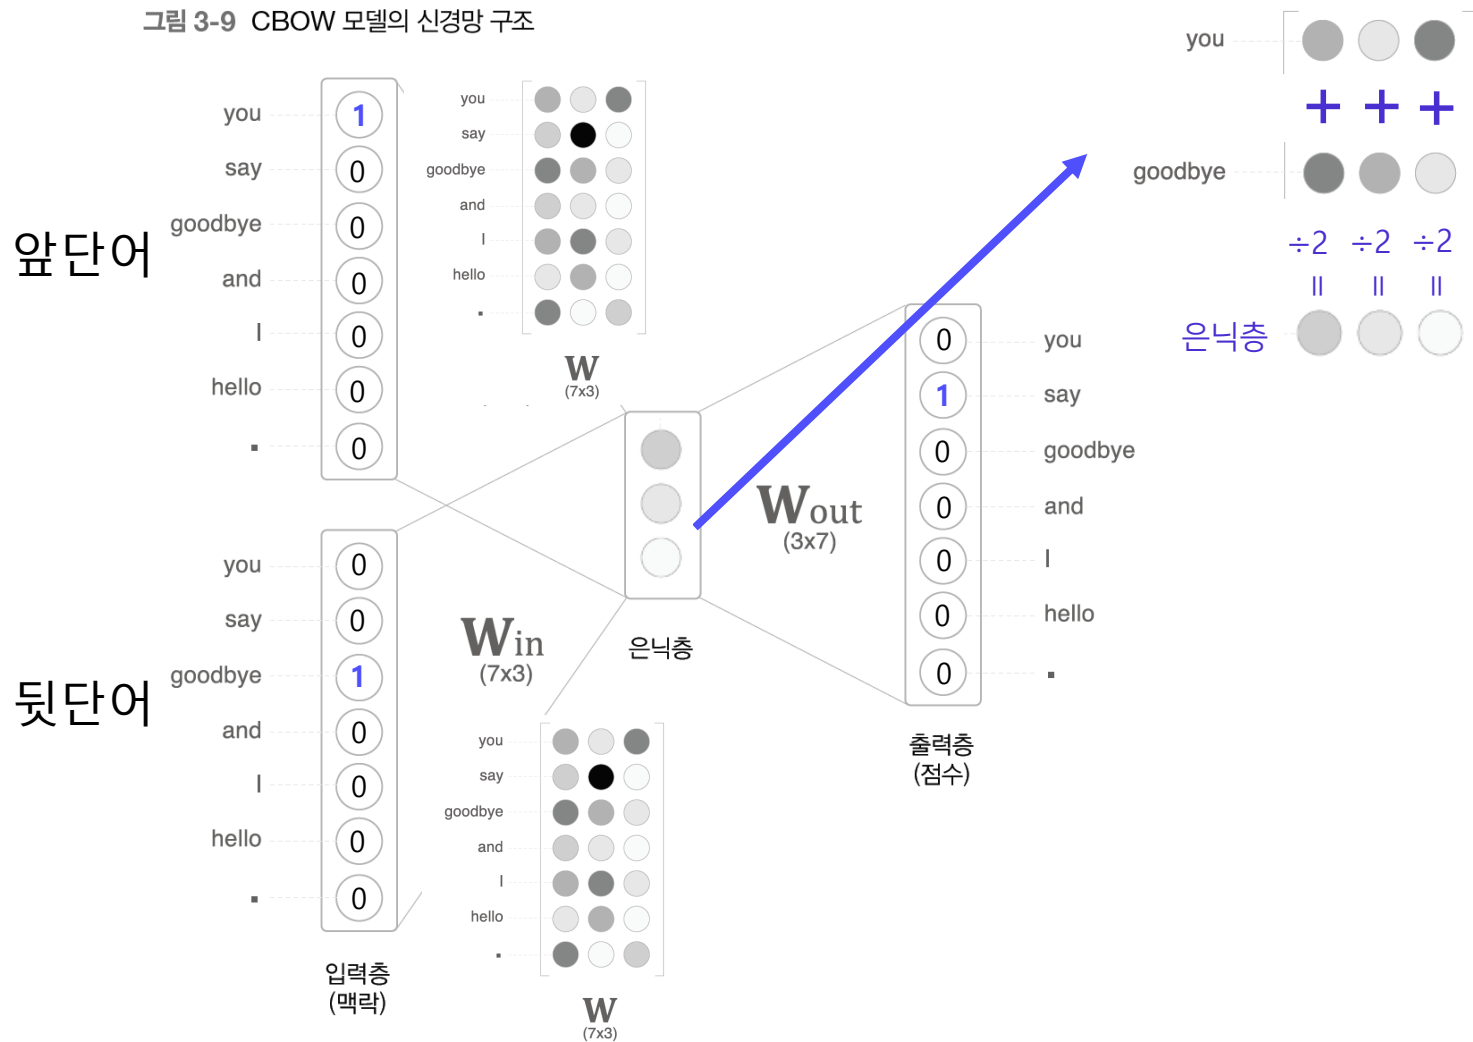 그림 3-9 CBOW 모델의 신경망 구조
앞단어
you 1
say 0
goodbye 0
and 0
I 0
hello 0
. 0
뒷단어
you 0
say 0
goodbye 1
and 0
I 0
hello 0
. 0
입력층
(맥락)
you
say
goodbye
and
I
hello
.
W
(7x3)
Win
(7x3)
you
say
goodbye
and
I
hello
.
W
(7x3)
은닉층
Wout
(3x7)
0 you
1 say
0 goodbye
0 and
0 I
0 hello
0 .
출력층
(점수)
you
+ + +
goodbye
÷2 ÷2 ÷2
= = =
은닉층